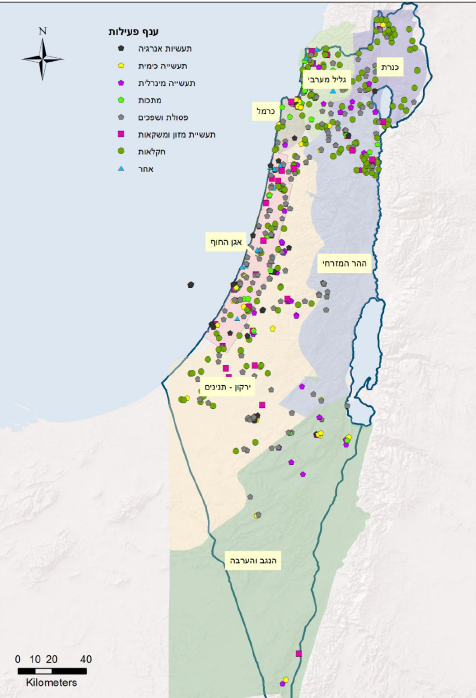 N
ענף פעילות
תעשיות אנרגיה
תעשייה כימית
תעשייה מינרלית
מתכות
פסולת ושפכים
תעשיית מזון ומשקאות
חקלאות
אחר
כנרת
גליל מערבי
כרמל
אגן החוף
ההר המזרחי
ירקון - תנינים
הנגב והערבה
0 10 20 40
Kilometers